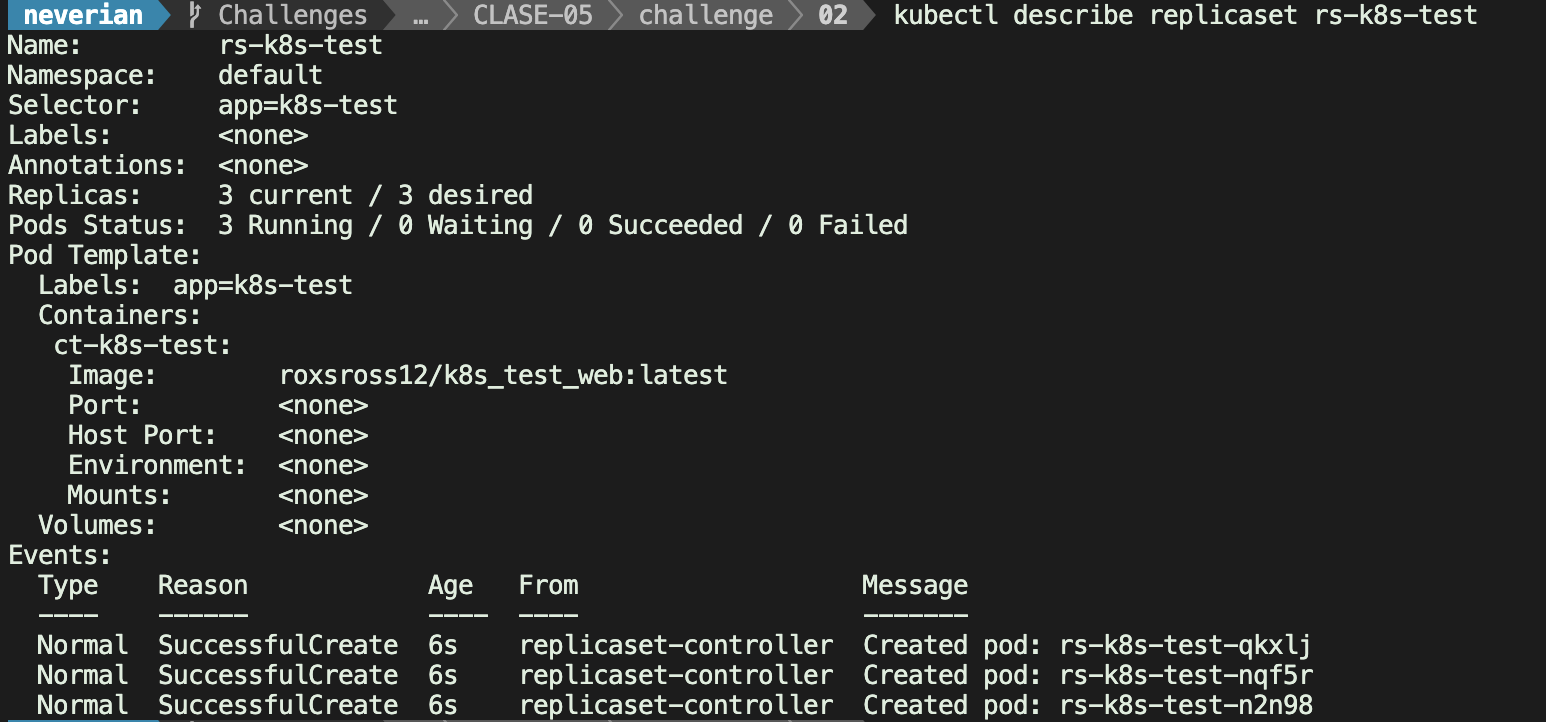 neverian Challenges … CLASE-05 challenge 02 kubectl describe replicaset rs-k8s-test
Name:         rs-k8s-test
Namespace:    default
Selector:     app=k8s-test
Labels:       <none>
Annotations:  <none>
Replicas:     3 current / 3 desired
Pods Status:  3 Running / 0 Waiting / 0 Succeeded / 0 Failed
Pod Template:
  Labels:  app=k8s-test
  Containers:
   ct-k8s-test:
    Image:        roxsross12/k8s_test_web:latest
    Port:         <none>
    Host Port:    <none>
    Environment:  <none>
    Mounts:       <none>
  Volumes:        <none>
Events:
  Type    Reason            Age   From                   Message
  ----    ------            ----  ----                   -------
  Normal  SuccessfulCreate  6s    replicaset-controller  Created pod: rs-k8s-test-qkxlj
  Normal  SuccessfulCreate  6s    replicaset-controller  Created pod: rs-k8s-test-nqf5r
  Normal  SuccessfulCreate  6s    replicaset-controller  Created pod: rs-k8s-test-n2n98